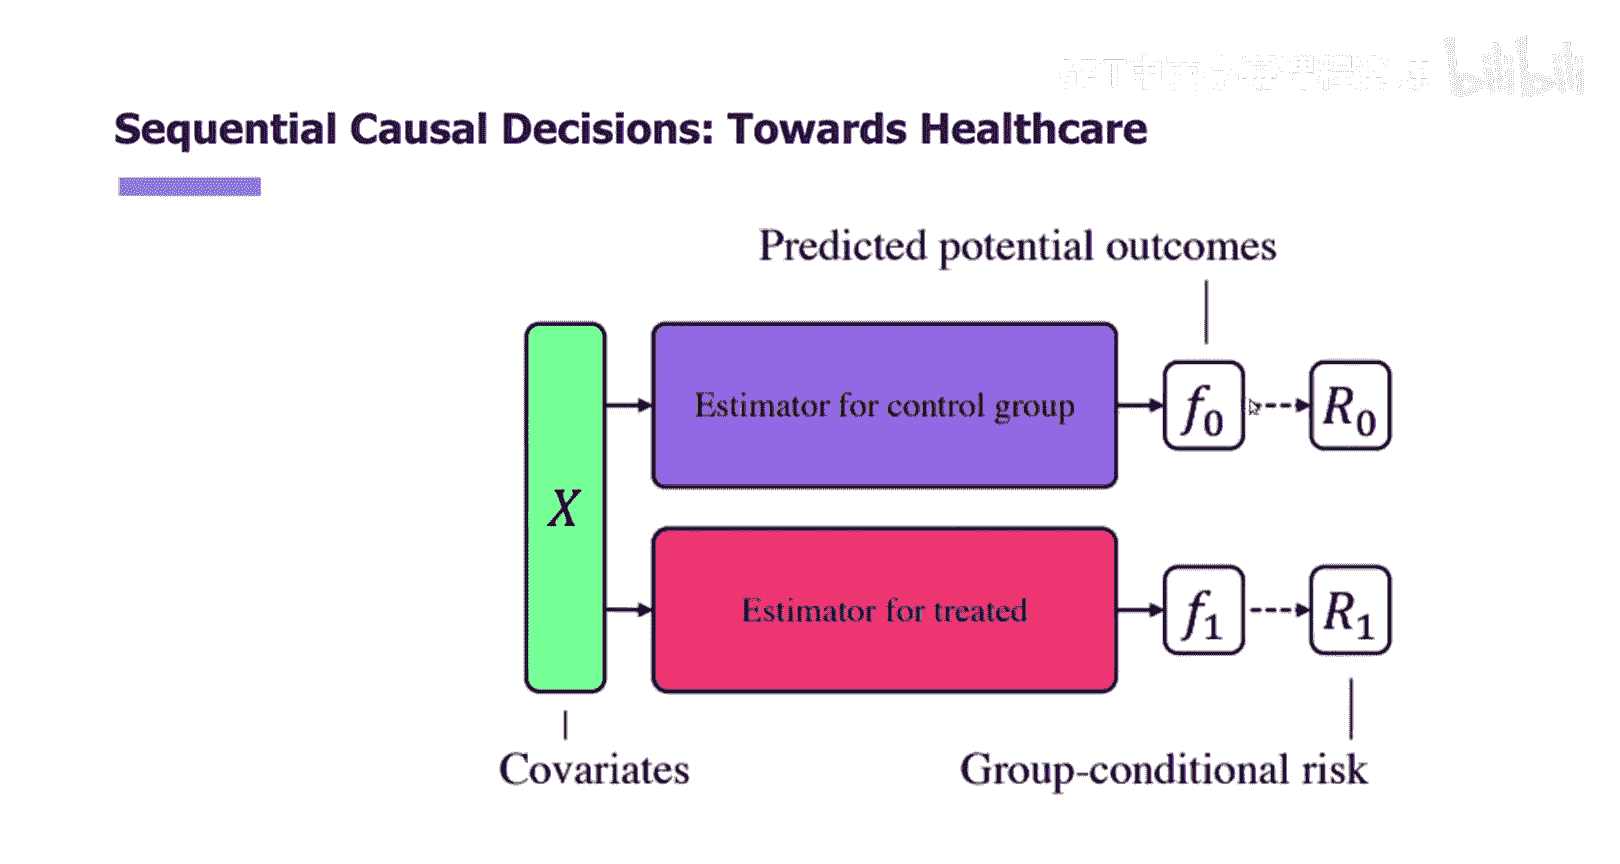 bilibili
Sequential Causal Decisions: Towards Healthcare
Predicted potential outcomes
X
Estimator for control group
f₀
R₀
Estimator for treated
f₁
R₁
Covariates
Group-conditional risk